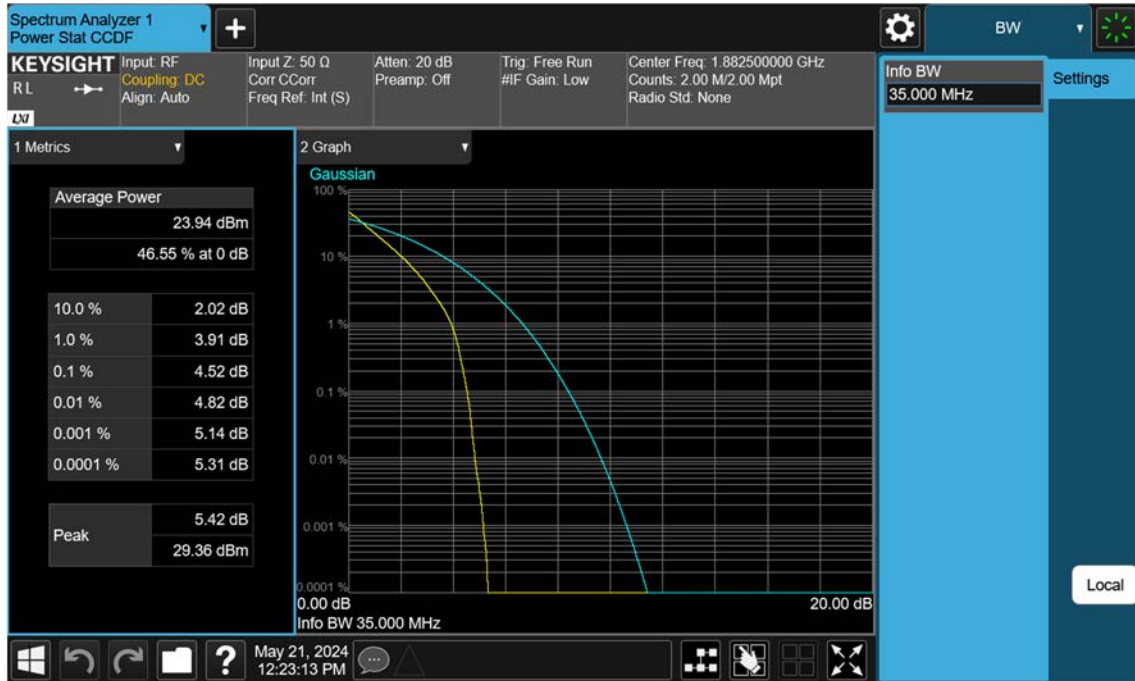 Spectrum Analyzer 1
Power Stat CCDF
BW
KEYSIGHT
RL
LXI
Input: RF
Coupling: DC
Align: Auto
Input Z: 50 Ω
Corr CCorr
Freq Ref: Int (S)
Atten: 20 dB
Preamp: Off
Trig: Free Run
#IF Gain: Low
Center Freq: 1.882500000 GHz
Counts: 2.00 M/2.00 Mpt
Radio Std: None
Info BW
35.000 MHz
Settings
1 Metrics
Average Power
23.94 dBm
46.55 % at 0 dB
10.0 % 2.02 dB
1.0 % 3.91 dB
0.1 % 4.52 dB
0.01 % 4.82 dB
0.001 % 5.14 dB
0.0001 % 5.31 dB
Peak
5.42 dB
29.36 dBm
2 Graph
Gaussian
100 %
10 %
1 %
0.1 %
0.01 %
0.001 %
0.0001 %
0.00 dB 20.00 dB
Info BW 35.000 MHz
Local
?
May 21, 2024
12:23:13 PM